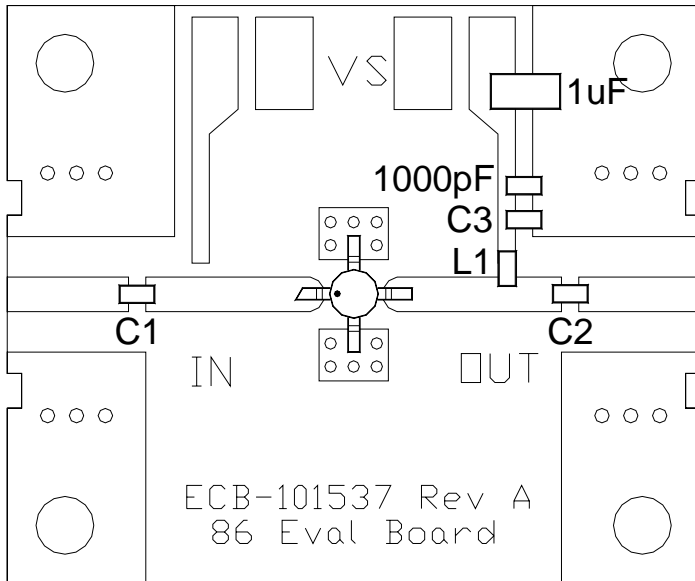 VS
1uF
1000pF
C3
L1
C1
C2
IN
OUT
ECB-101537 Rev A
86 Eval Board